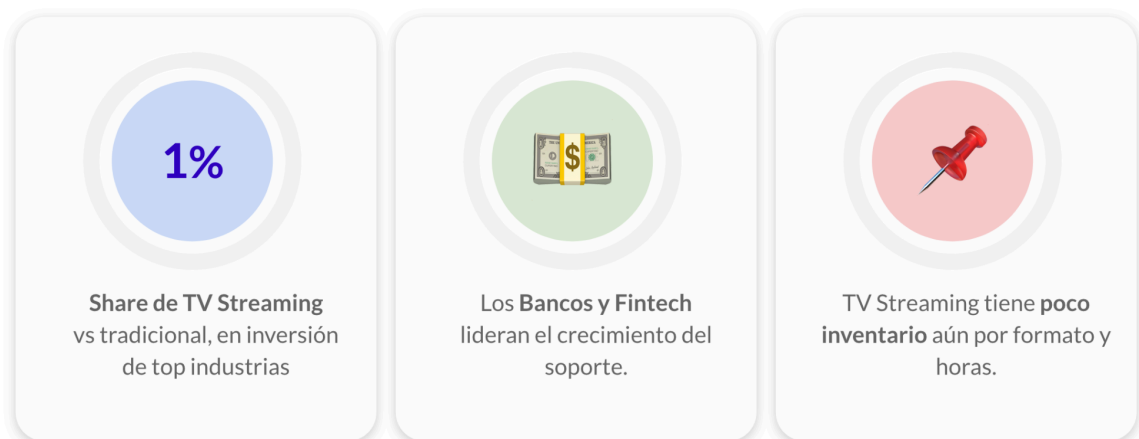 1%
Share de TV Streaming
vs tradicional, en inversión
de top industrias
$
Los Bancos y Fintech
lideran el crecimiento del
soporte.
TV Streaming tiene poco
inventario aún por formato y
horas.